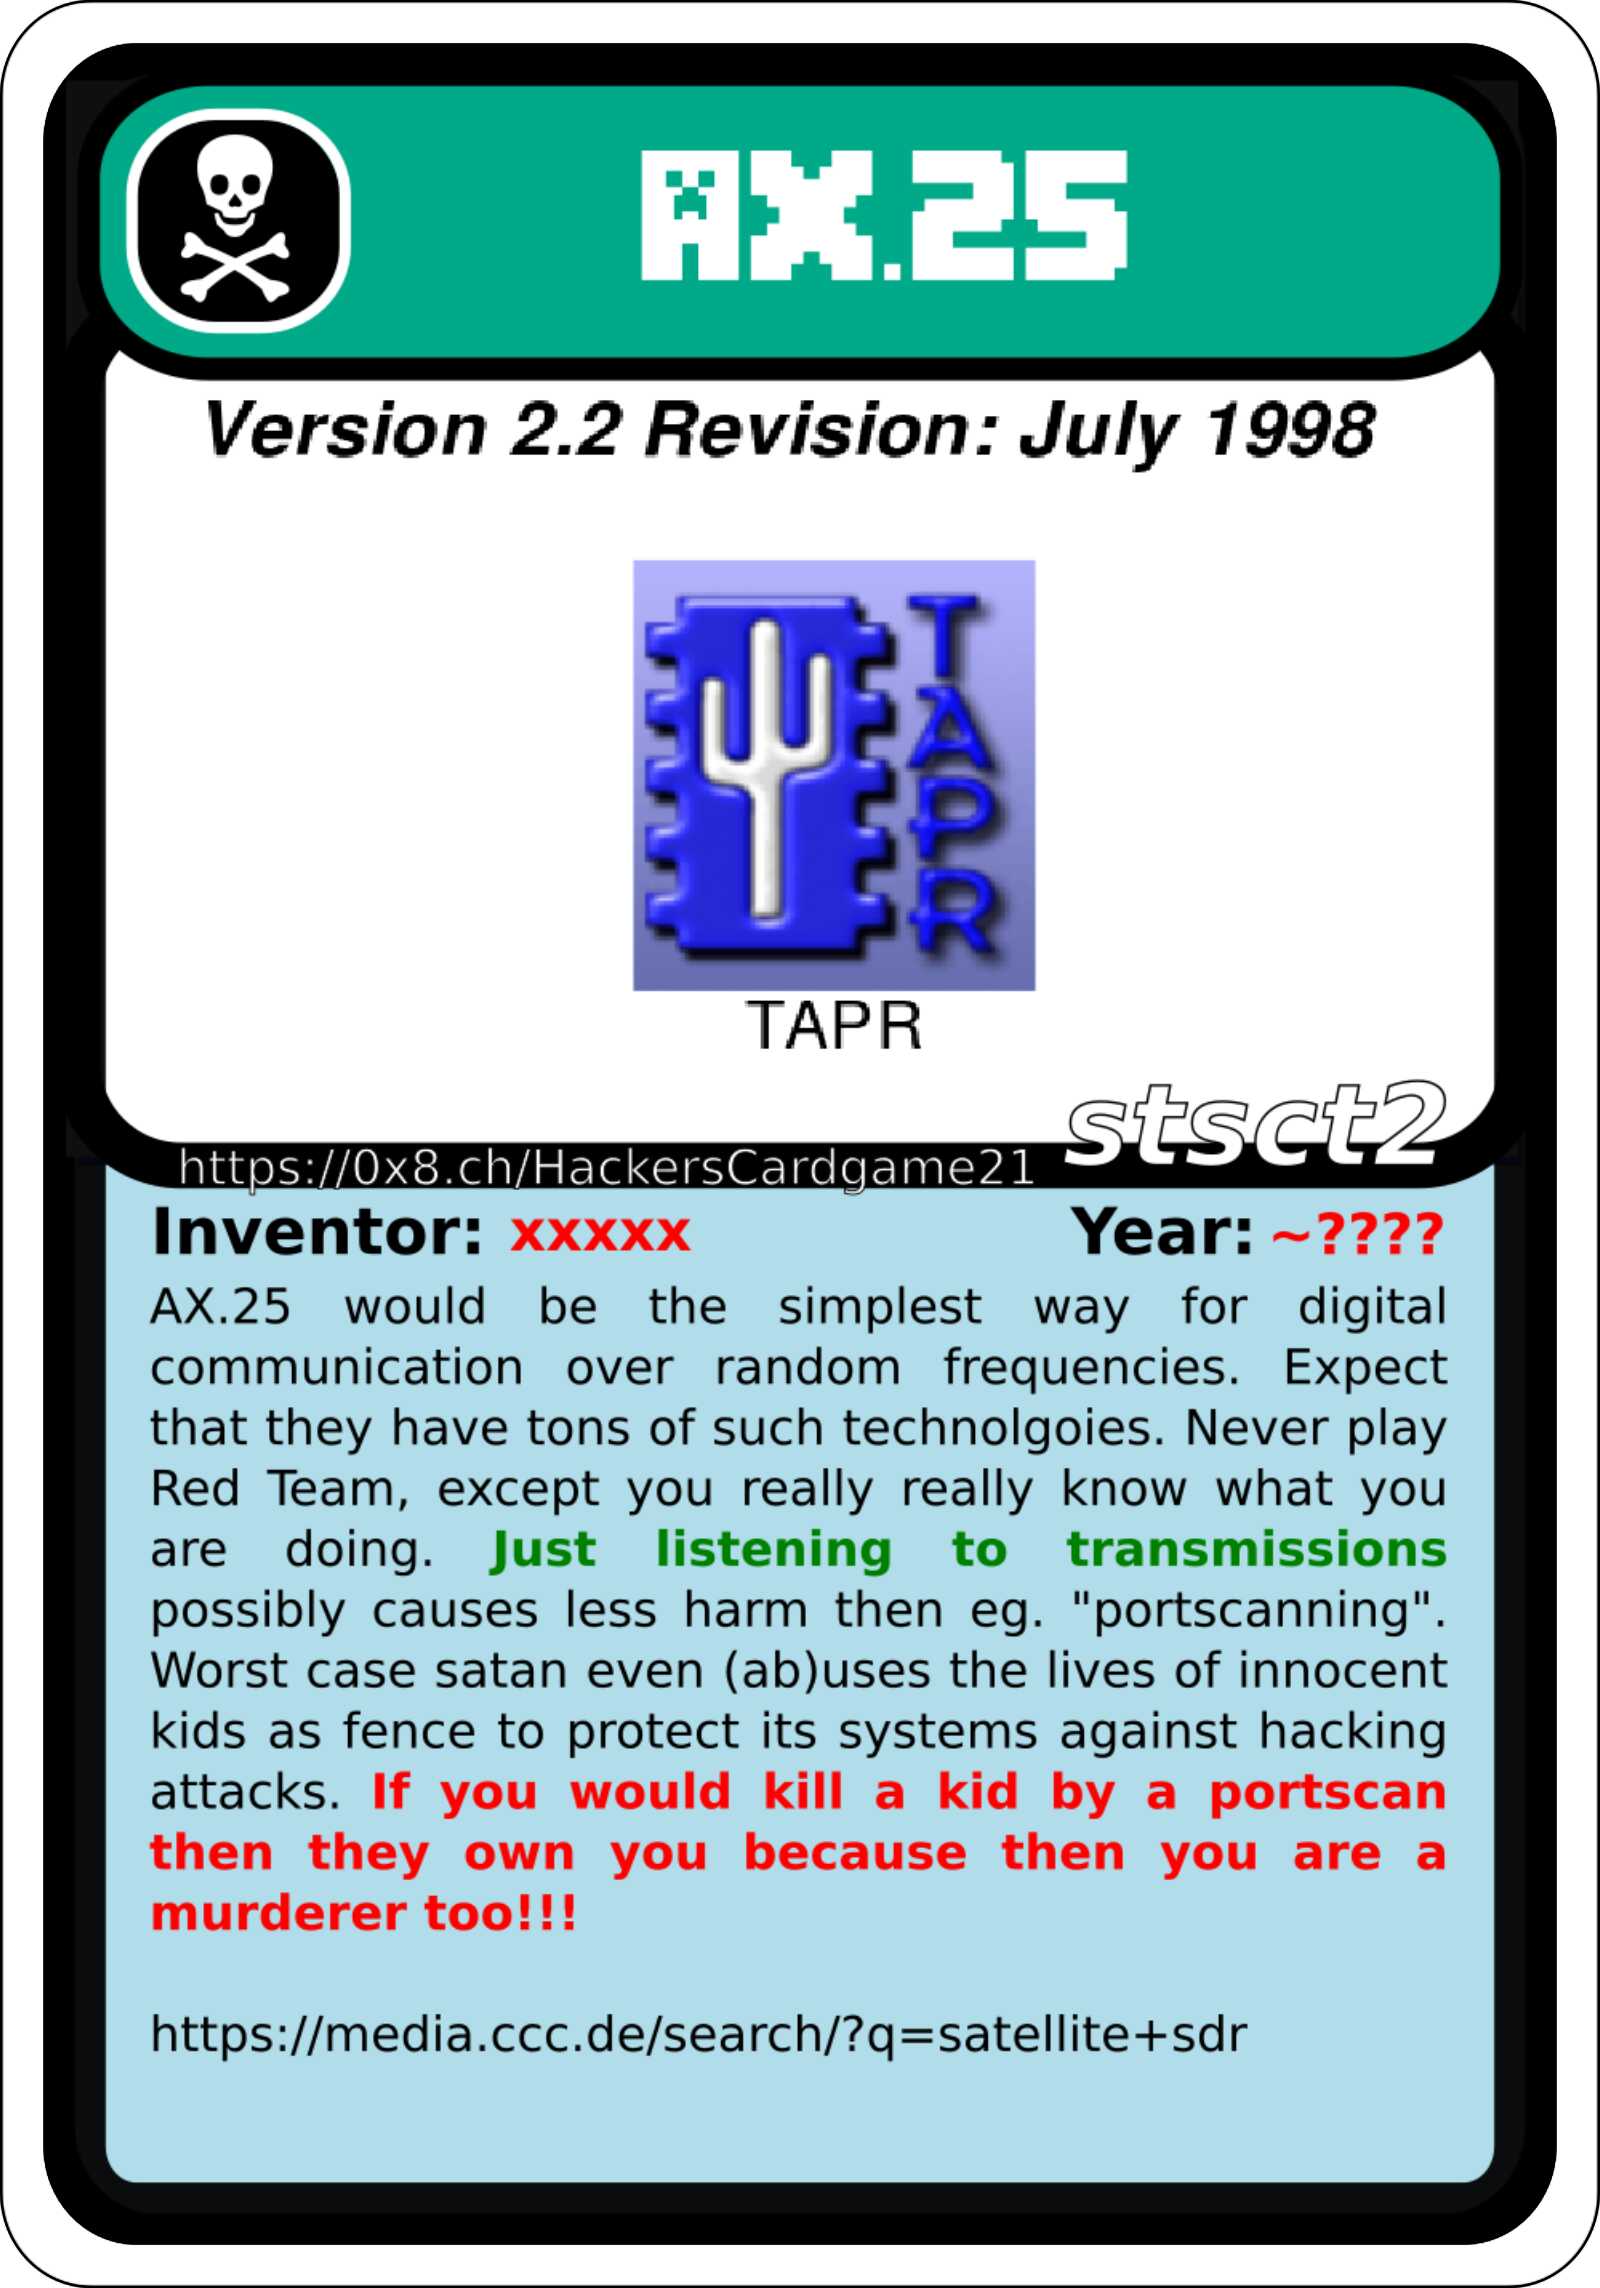 AX.25
Version 2.2 Revision: July 1998
TAPR
TAPR
stsct2
https://0x8.ch/HackersCardgame21
Inventor: xxxxx Year: ~????
AX.25 would be the simplest way for digital
communication over random frequencies. Expect
that they have tons of such technolgoies. Never play
Red Team, except you really really know what you
are doing. Just listening to transmissions
possibly causes less harm then eg. "portscanning".
Worst case satan even (ab)uses the lives of innocent
kids as fence to protect its systems against hacking
attacks. If you would kill a kid by a portscan
then they own you because then you are a
murderer too!!!
https://media.ccc.de/search/?q=satellite+sdr